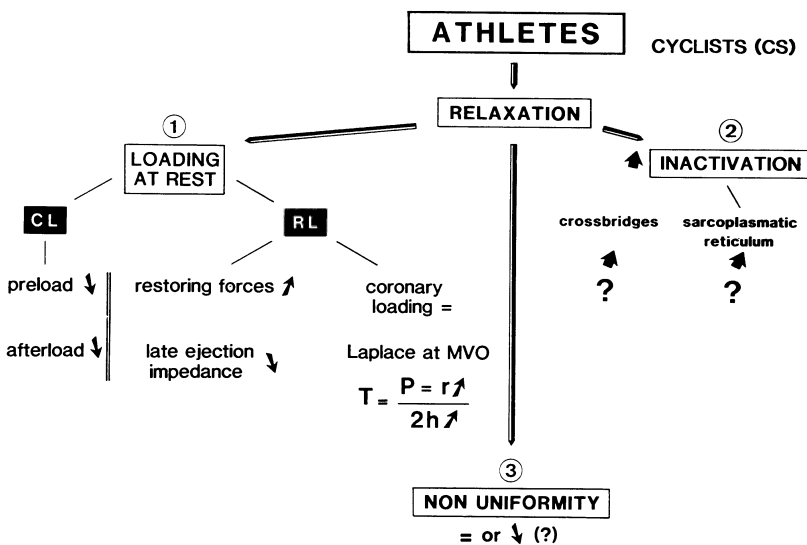 ATHLETES
CYCLISTS (CS)
RELAXATION
①
LOADING
AT REST
②
INACTIVATION
CL
RL
crossbridges
sarcoplasmatic
reticulum
preload ↘
restoring forces ↗
coronary
loading =
?
?
afterload ↘
late ejection
impedance ↘
Laplace at MVO
T = P = r↗
2h↗
③
NON UNIFORMITY
= or ↘ (?)